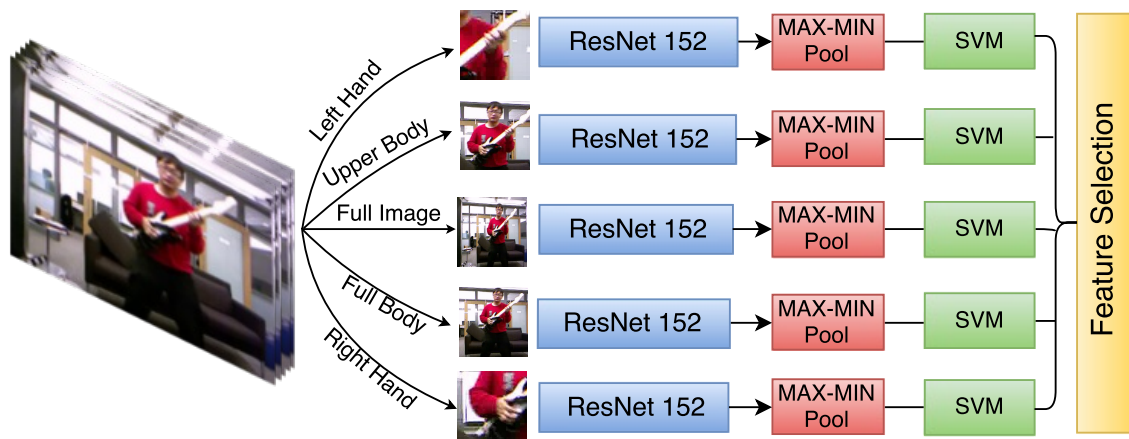 Left Hand
ResNet 152
MAX-MIN
Pool
SVM
Upper Body
ResNet 152
MAX-MIN
Pool
SVM
Full Image
ResNet 152
MAX-MIN
Pool
SVM
Full Body
ResNet 152
MAX-MIN
Pool
SVM
Right Hand
ResNet 152
MAX-MIN
Pool
SVM
Feature Selection